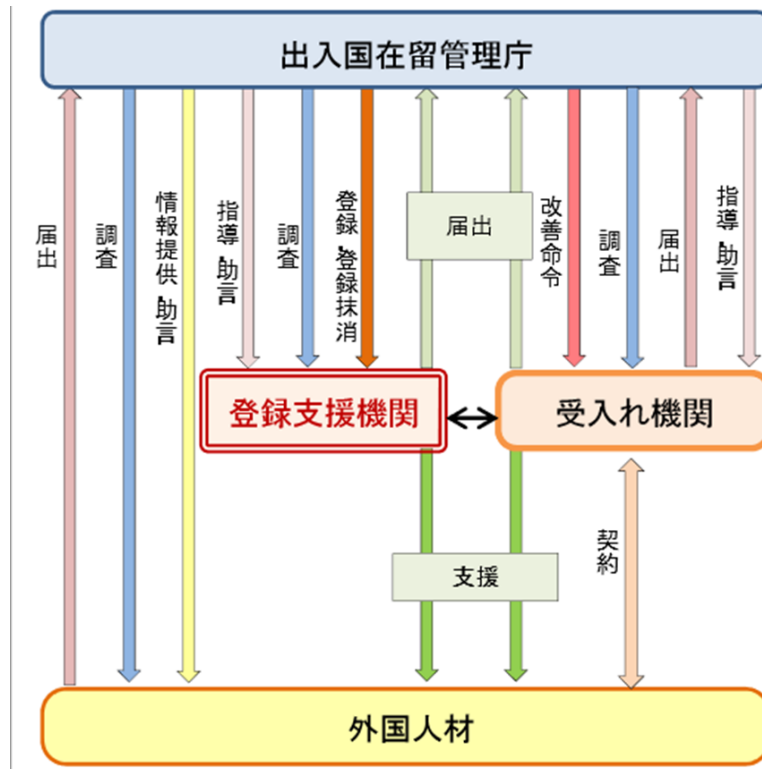 出入国在留管理庁
届出
調査
情報提供・助言
指導・助言
調査
登録・登録抹消
届出
改善命令
調査
届出
指導・助言
登録支援機関
受入れ機関
支援
契約
外国人材